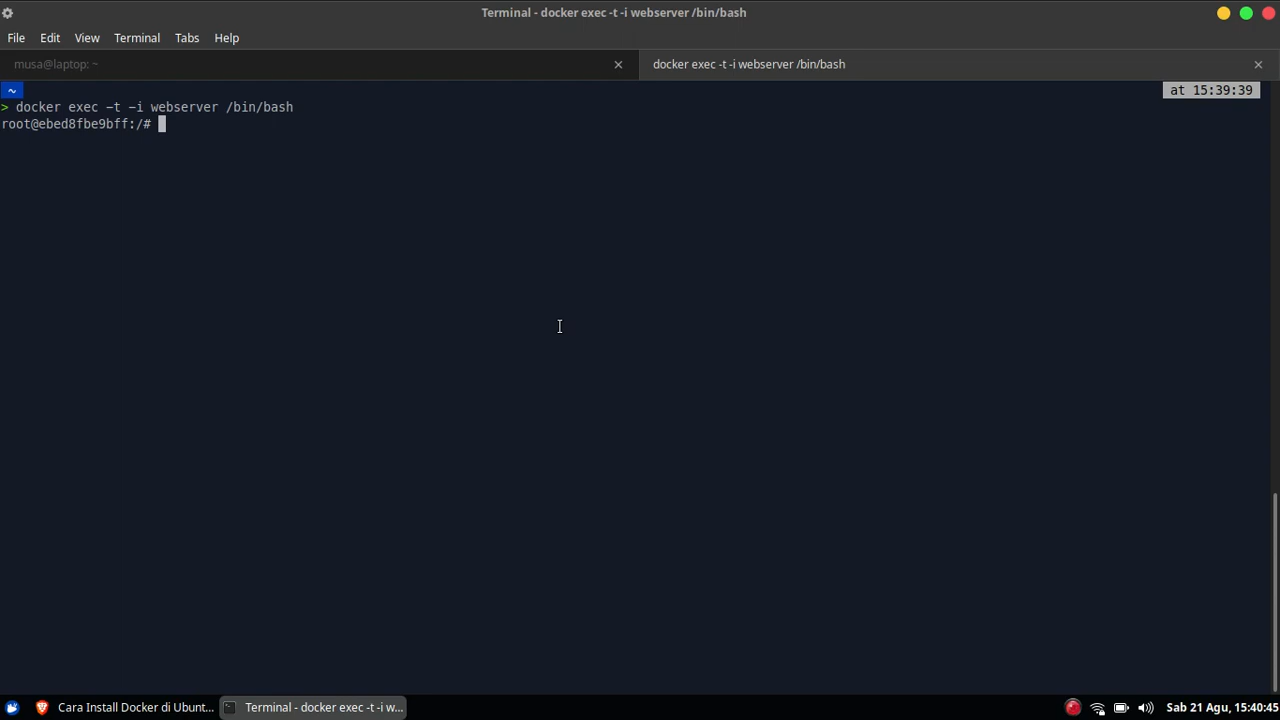 Terminal - docker exec -t -i webserver /bin/bash
File Edit View Terminal Tabs Help
musa@laptop: ~
docker exec -t -i webserver /bin/bash
~ at 15:39:39
> docker exec -t -i webserver /bin/bash
root@ebed8fbe9bff:/#
Cara Install Docker di Ubunt... Terminal - docker exec -t -i w... Sab 21 Agu, 15:40:45